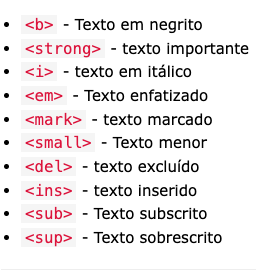 <b> - Texto em negrito
<strong> - texto importante
<i> - texto em itálico
<em> - Texto enfatizado
<mark> - texto marcado
<small> - Texto menor
<del> - texto excluído
<ins> - texto inserido
<sub> - Texto subscrito
<sup> - Texto sobrescrito